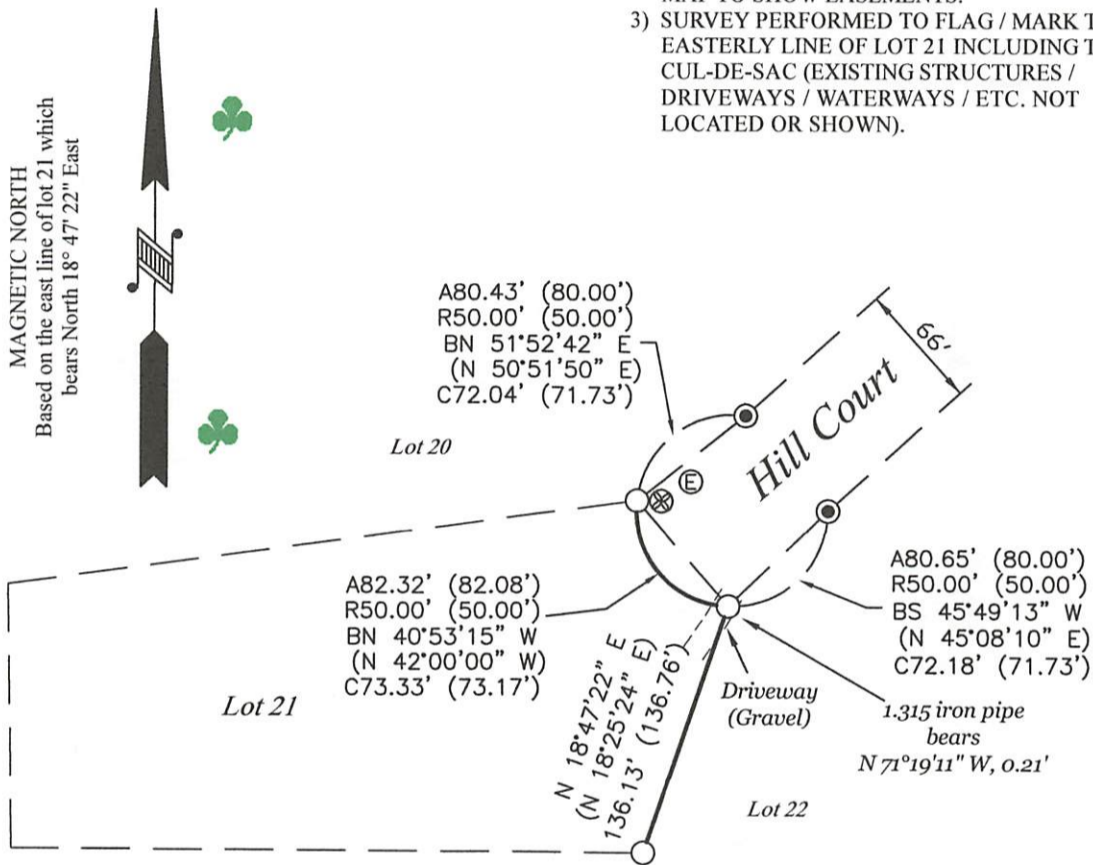 MAP TO SHOW EASEMENTS.
3) SURVEY PERFORMED TO FLAG / MARK T
EASTERLY LINE OF LOT 21 INCLUDING T
CUL-DE-SAC (EXISTING STRUCTURES /
DRIVEWAYS / WATERWAYS / ETC. NOT
LOCATED OR SHOWN).
MAGNETIC NORTH
Based on the east line of lot 21 which
bears North 18° 47' 22" East
A80.43' (80.00')
R50.00' (50.00')
BN 51°52'42" E
(N 50°51'50" E)
C72.04' (71.73')
66'
Hill Court
Lot 20
E
A82.32' (82.08')
R50.00' (50.00')
BN 40°53'15" W
(N 42°00'00" W)
C73.33' (73.17')
A80.65' (80.00')
R50.00' (50.00')
BS 45°49'13" W
(N 45°08'10" E)
C72.18' (71.73')
Lot 21
N 18°47'22" E
(N 18°25'24" E)
136.13' (136.76')
Driveway
(Gravel)
1.315 iron pipe
bears
N 71°19'11" W, 0.21'
Lot 22